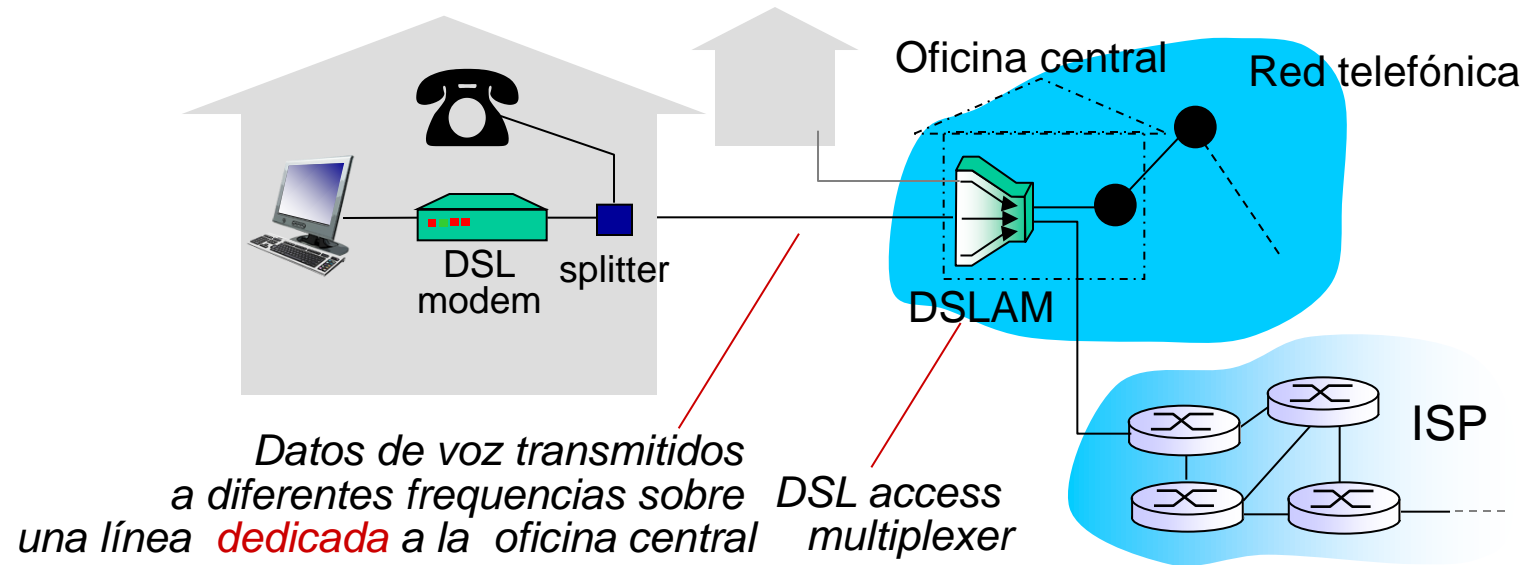 Oficina central
Red telefónica
DSL
modem
splitter
DSLAM
ISP
Datos de voz transmitidos
a diferentes frequencias sobre
una línea dedicada a la oficina central
DSL access
multiplexer